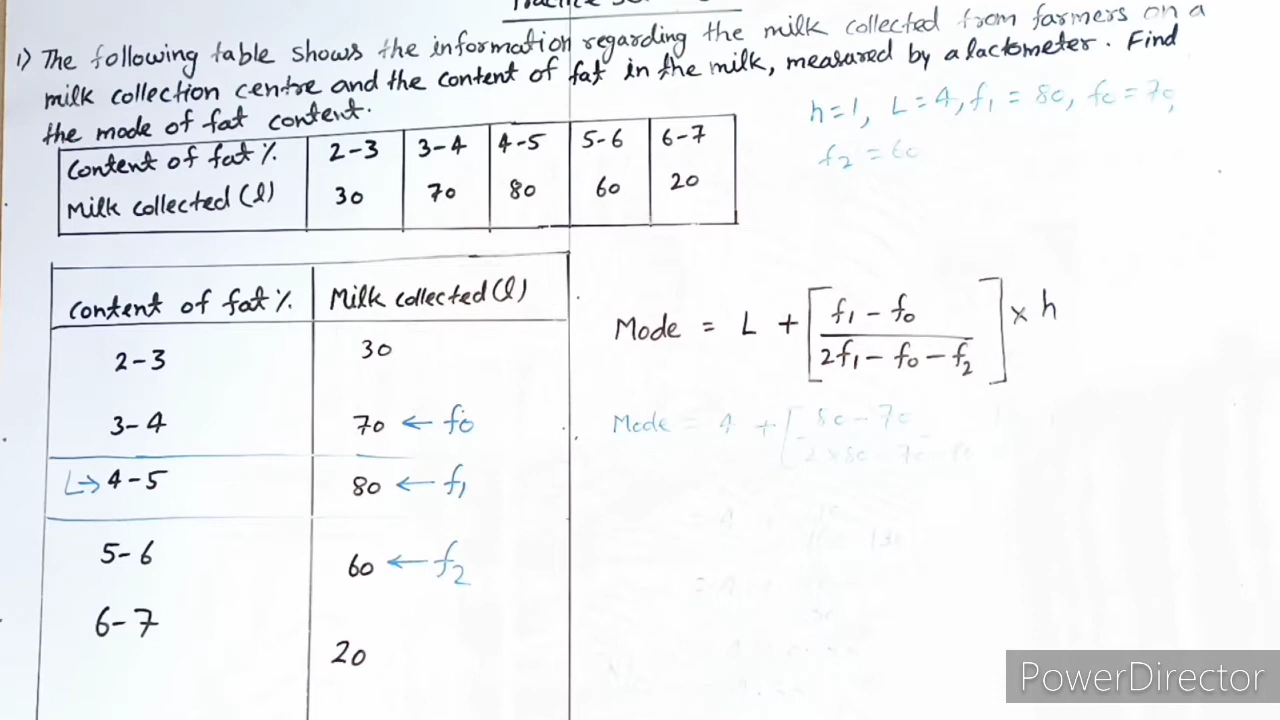 1) The following table shows the information regarding the milk collected from farmers on a
milk collection centre and the content of fat in the milk, measured by a lactometer. Find
the mode of fat content.
h=1, L=4, f1 = 80, f0 = 70,
f2 = 60
Content of fat % 2-3 3-4 4-5 5-6 6-7
Milk collected (l) 30 70 80 60 20
Content of fat % Milk collected (l)
2-3 30
3-4 70 ← f0
L→ 4-5 80 ← f1
5-6 60 ← f2
6-7 20
Mode = L + [ f1 - f0 / 2f1 - f0 - f2 ] × h
Mode = 4 + [ 80 - 70
2 × 80 - 70 - 60
PowerDirector